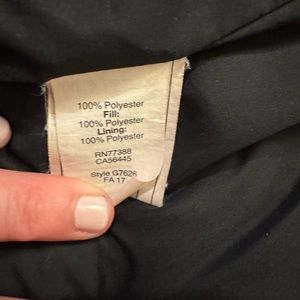 100% Polyester
Fill:
100% Polyester
Lining:
100% Polyester
RN77388
CA56445
Style G7626
FA 17